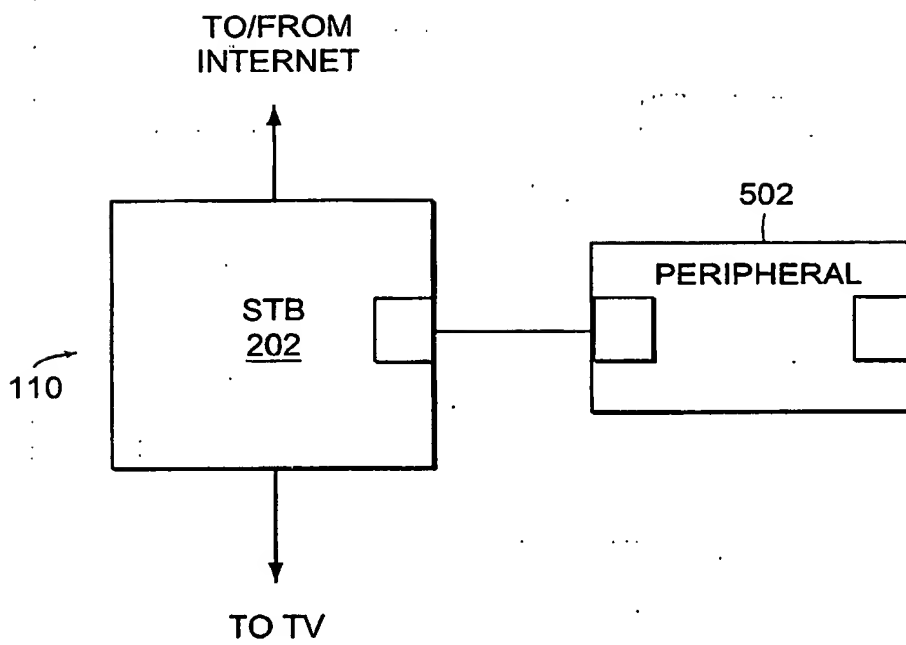 TO/FROM
INTERNET
502
PERIPHERAL
STB
202
110
TO TV